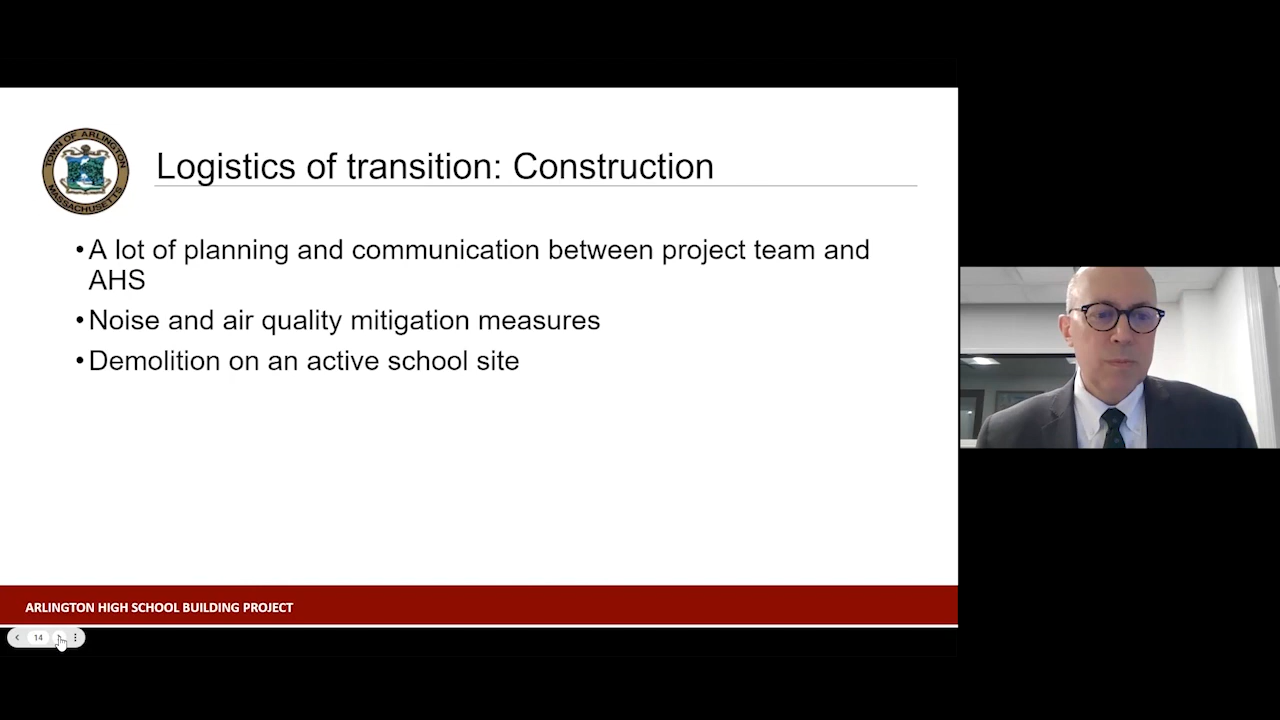 TOWN OF ARLINGTON
MASSACHUSETTS
Logistics of transition: Construction
• A lot of planning and communication between project team and
AHS
• Noise and air quality mitigation measures
• Demolition on an active school site
ARLINGTON HIGH SCHOOL BUILDING PROJECT
14